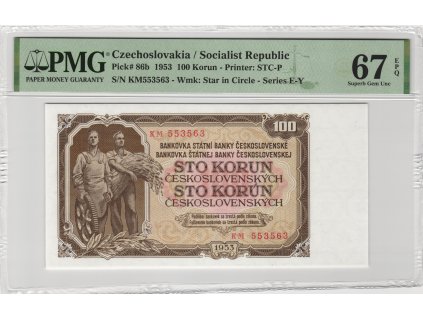 PMG
PAPER MONEY GUARANTY
Czechoslovakia / Socialist Republic
Pick# 86b 1953 100 Korun - Printer: STC-P
S/N KM553563 - Wmk: Star in Circle - Series E-Y
67 EPQ
Superb Gem Unc
KM 553563
100
BANKOVKA STÁTNÍ BANKY ČESKOSLOVENSKÉ
BANKOVKA ŠTÁTNEJ BANKY ČESKOSLOVENSKEJ
STO KORUN
ČESKOSLOVENSKÝCH
STO KORÚN
ČESKOSLOVENSKÝCH
KM 553563
1953